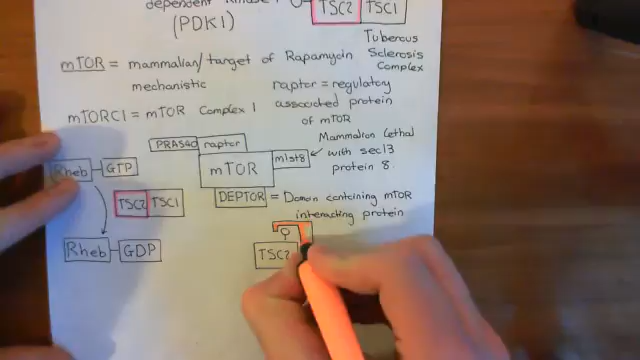 dependent
(PDK1)
TSC2 TSC1
Tuberous
Sclerosis
Complex
mTOR = mammalian/ target of Rapamycin
mechanistic
raptor = regulatory
associated protein
of mTOR
mTORC1 = mTOR Complex 1
PRAS40 raptor
mTOR
mlst8
Mammalian Lethal
with sec13
protein 8.
Rheb GTP
TSC2 TSC1
DEPTOR = Domain containing mTOR
interacting protein
Rheb GDP
P
TSC2